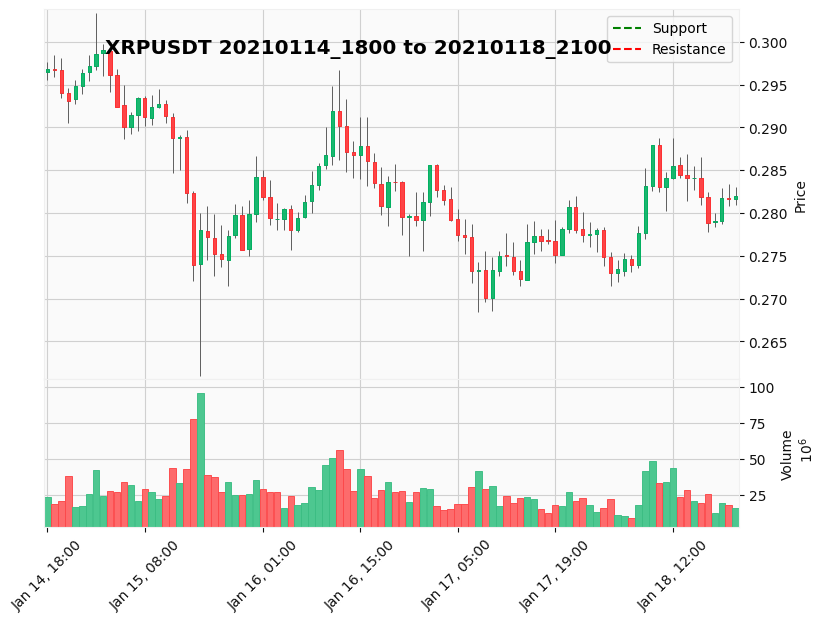 XRPUSDT 20210114_1800 to 20210118_2100
Support
Resistance
0.300
0.295
0.290
0.285
0.280
0.275
0.270
0.265
Price
100
75
50
25
Volume
10^6
Jan 14, 18:00
Jan 15, 08:00
Jan 16, 01:00
Jan 16, 15:00
Jan 17, 05:00
Jan 17, 19:00
Jan 18, 12:00